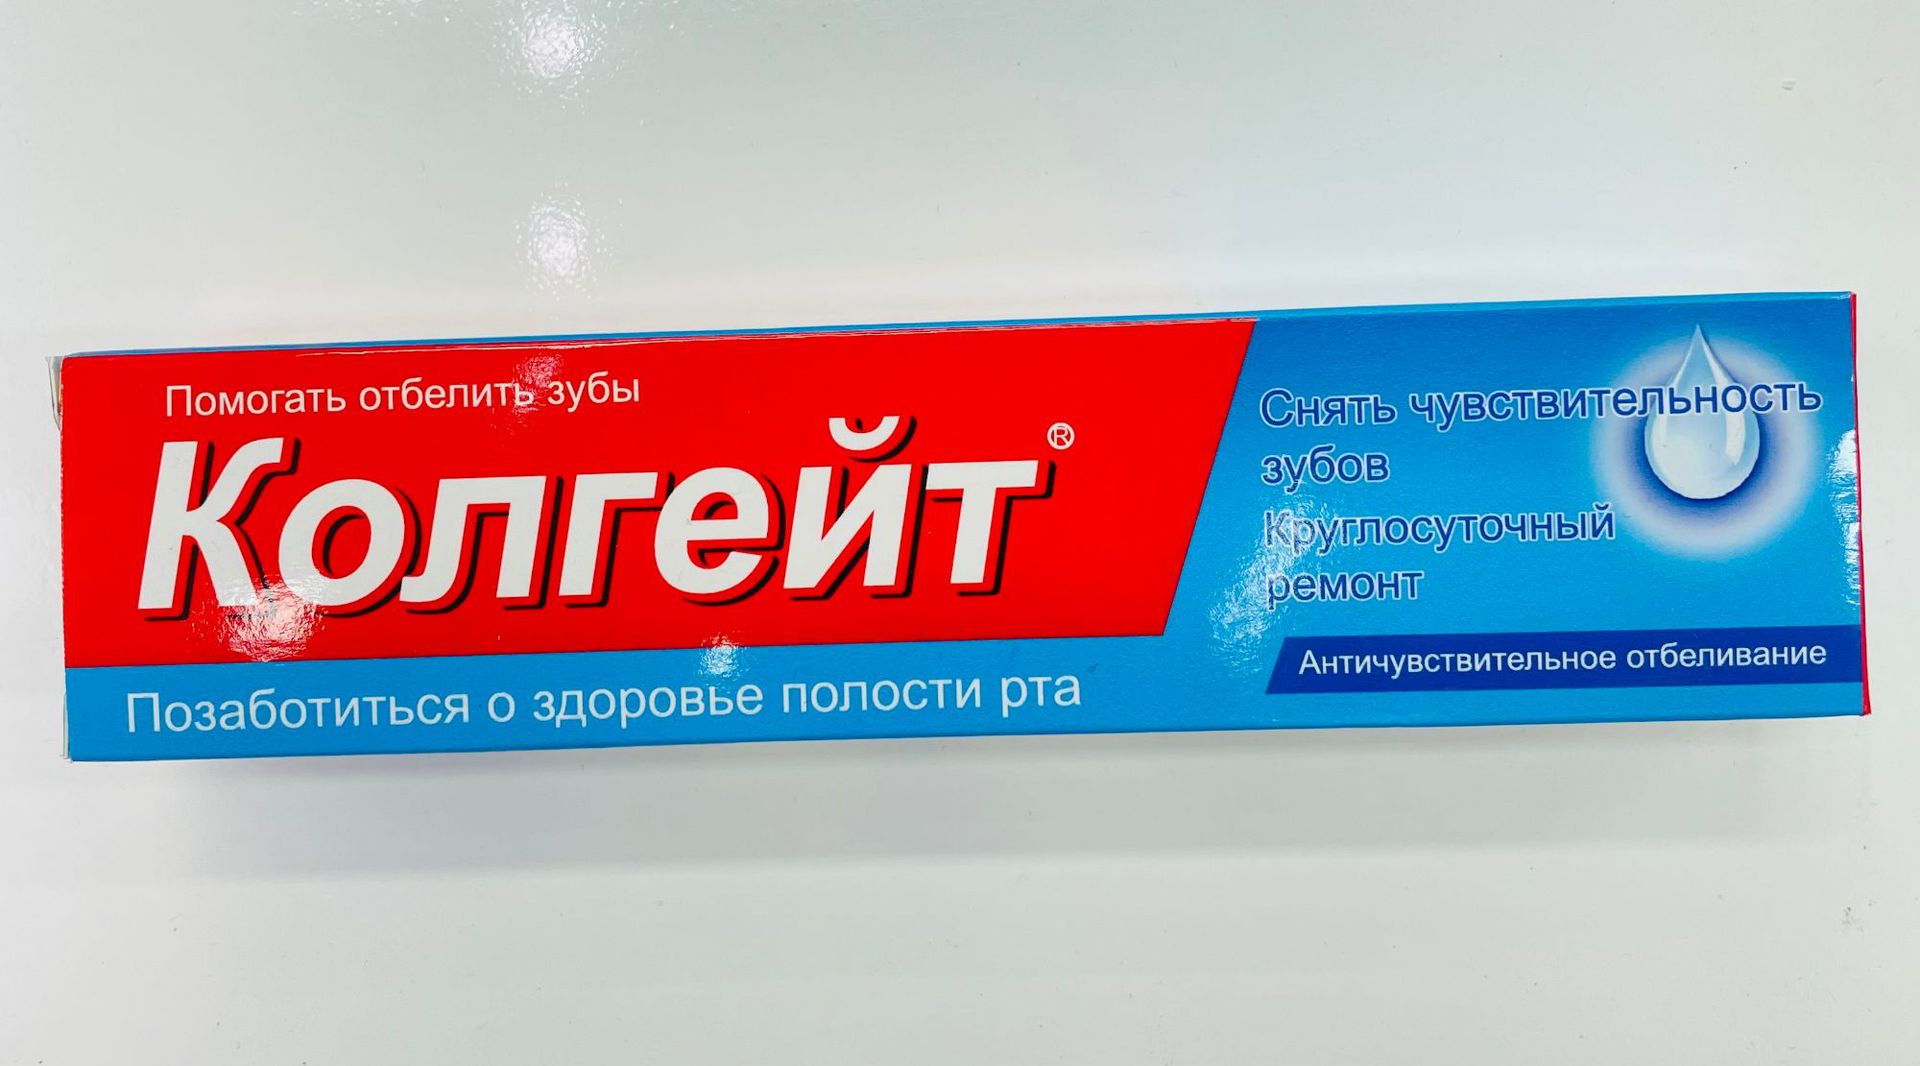 Помогать отбелить зубы
Колгейт®
Позаботиться о здоровье полости рта
Снять чувствительность
зубов
Круглосуточный
ремонт
Античувствительное отбеливание